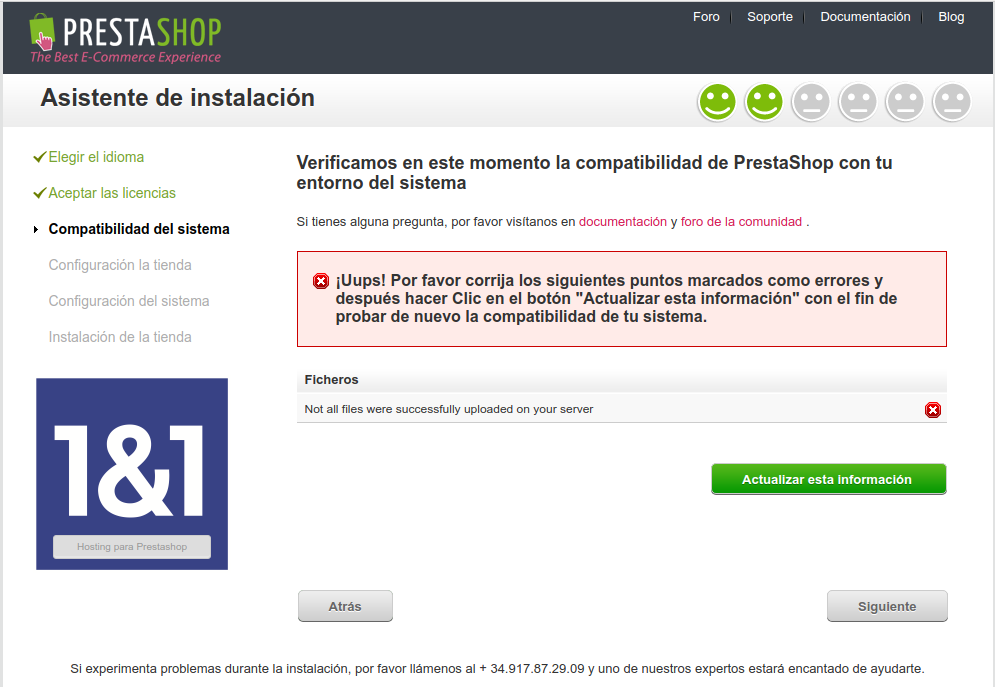 PRESTASHOP
The Best E-Commerce Experience
Foro
Soporte
Documentación
Blog
Asistente de instalación
Elegir el idioma
Aceptar las licencias
Compatibilidad del sistema
Configuración la tienda
Configuración del sistema
Instalación de la tienda
1&1
Hosting para Prestashop
Verificamos en este momento la compatibilidad de PrestaShop con tu
entorno del sistema
Si tienes alguna pregunta, por favor visítanos en documentación y foro de la comunidad .
¡Uups! Por favor corrija los siguientes puntos marcados como errores y
después hacer Clic en el botón "Actualizar esta información" con el fin de
probar de nuevo la compatibilidad de tu sistema.
Ficheros
Not all files were successfully uploaded on your server
Actualizar esta información
Atrás
Siguiente
Si experimenta problemas durante la instalación, por favor llámenos al + 34.917.87.29.09 y uno de nuestros expertos estará encantado de ayudarte.